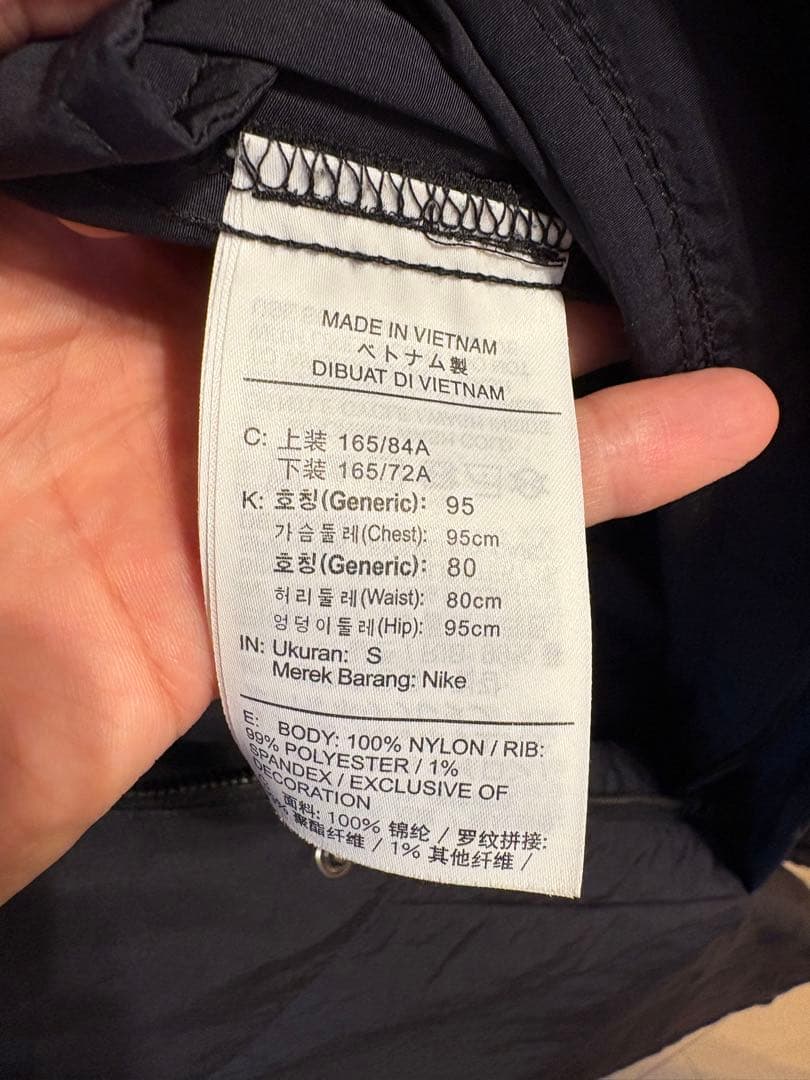 MADE IN VIETNAM
ベトナム製
DIBUAT DI VIETNAM
C: 上装 165/84A
下装 165/72A
K: 호칭(Generic): 95
가슴둘레(Chest): 95cm
호칭(Generic): 80
허리둘레(Waist): 80cm
엉덩이둘레(Hip): 95cm
IN: Ukuran: S
Merek Barang: Nike
E: BODY: 100% NYLON / RIB:
99% POLYESTER / 1%
SPANDEX / EXCLUSIVE OF
DECORATION
面料: 100% 锦纶 / 罗纹拼接:
聚酯纤维 / 1% 其他纤维 /